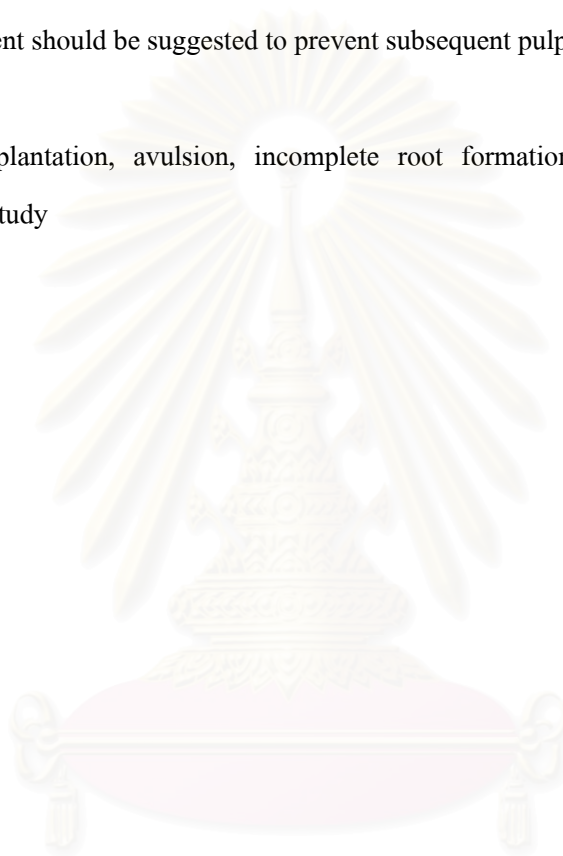 ent should be suggested to prevent subsequent pulp
plantation, avulsion, incomplete root formation
tudy